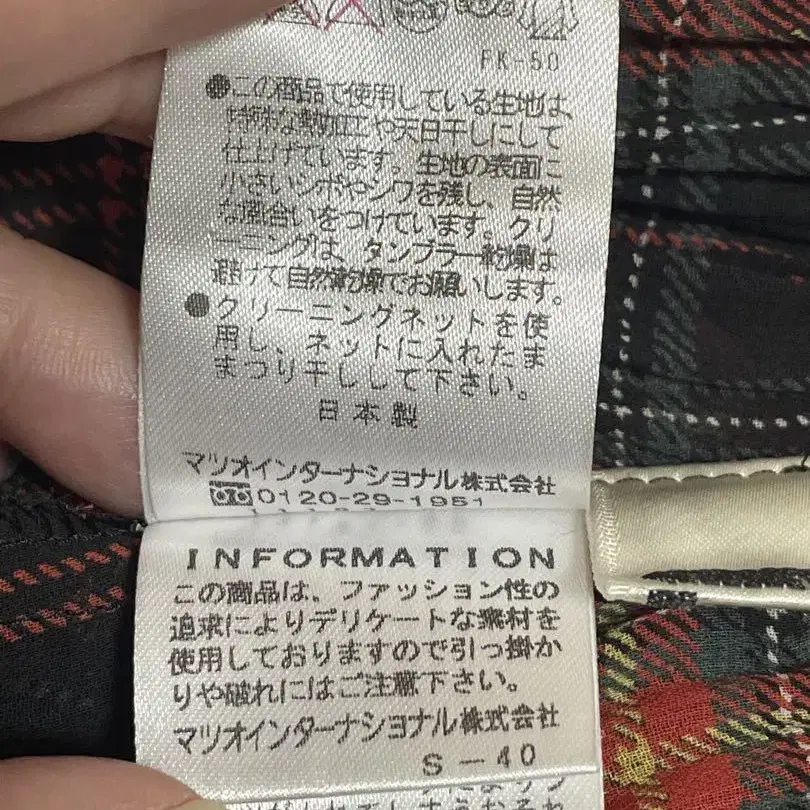 FK-50
●この商品で使用している生地は、
特殊な熱加工や天日干しにして
仕上げています。生地の表面に
小さいシボやシワを残し、自然
な風合いをつけています。クリ
ーニングは、タンブラー乾燥は
避けて自然乾燥でお願いします。
●クリーニングネットを使
用し、ネットに入れたま
まつり干しして下さい。
日本製
マツオインターナショナル株式会社
0120-29-1951
INFORMATION
この商品は、ファッション性の
追求によりデリケートな素材を
使用しておりますので引っ掛か
りや破れにはご注意下さい。
マツオインターナショナル株式会社
S-40